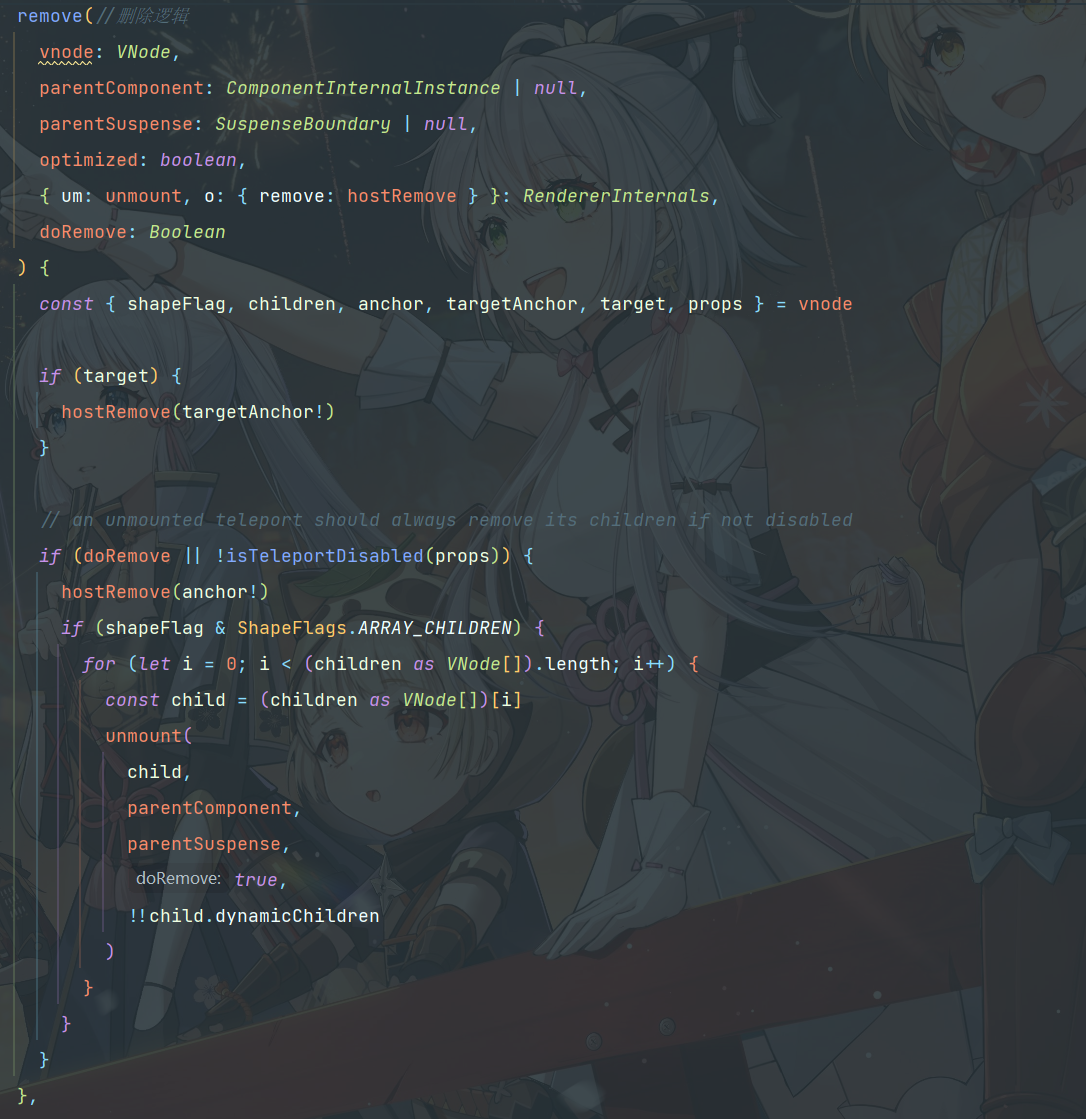 remove(//删除逻辑
vnode: VNode,
parentComponent: ComponentInternalInstance | null,
parentSuspense: SuspenseBoundary | null,
optimized: boolean,
{ um: unmount, o: { remove: hostRemove } }: RendererInternals,
doRemove: Boolean
) {
const { shapeFlag, children, anchor, targetAnchor, target, props } = vnode
if (target) {
hostRemove(targetAnchor!)
}
// an unmounted teleport should always remove its children if not disabled
if (doRemove || !isTeleportDisabled(props)) {
hostRemove(anchor!)
if (shapeFlag & ShapeFlags.ARRAY_CHILDREN) {
for (let i = 0; i < (children as VNode[]).length; i++) {
const child = (children as VNode[])[i]
unmount(
child,
parentComponent,
parentSuspense,
doRemove: true,
!!child.dynamicChildren
)
}
}
}
},